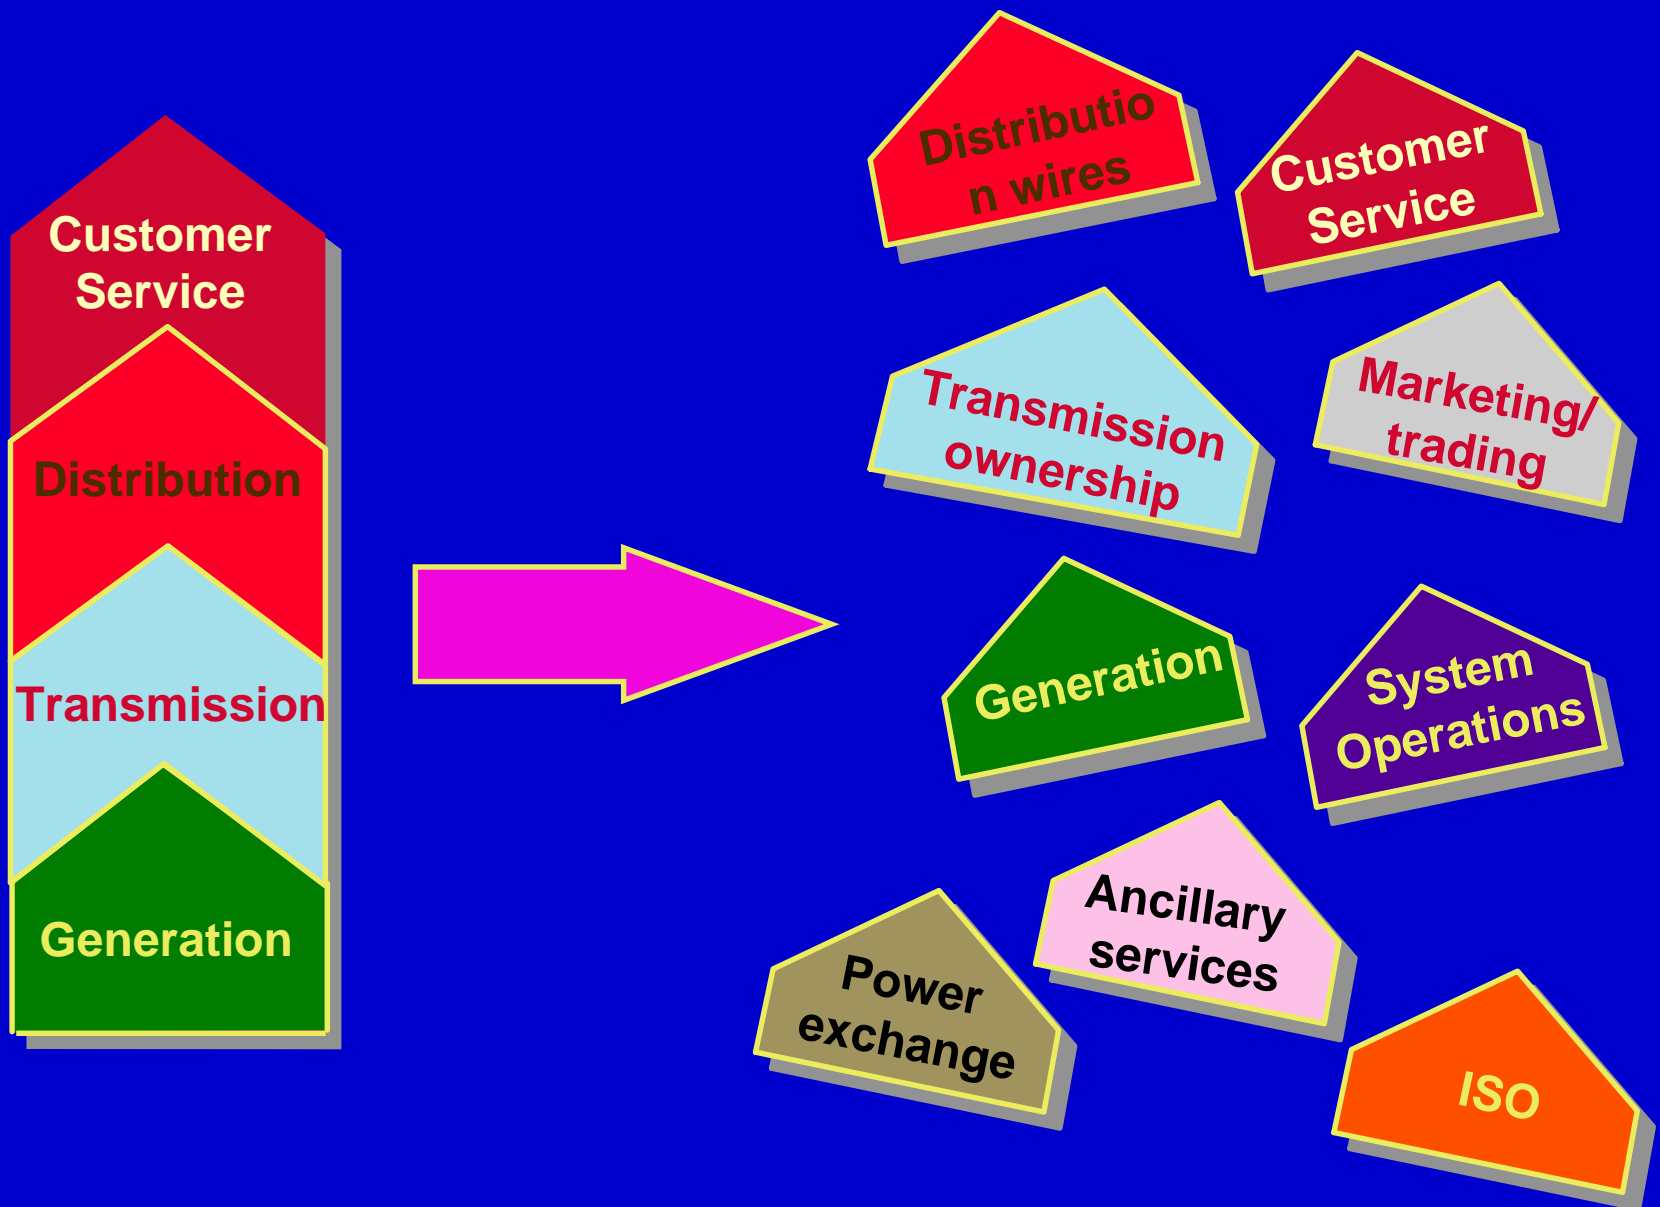 Customer
Service
Distribution
Transmission
Generation
Distributio
n wires
Customer
Service
Transmission
ownership
Marketing/
trading
Generation
System
Operations
Ancillary
services
Power
exchange
ISO